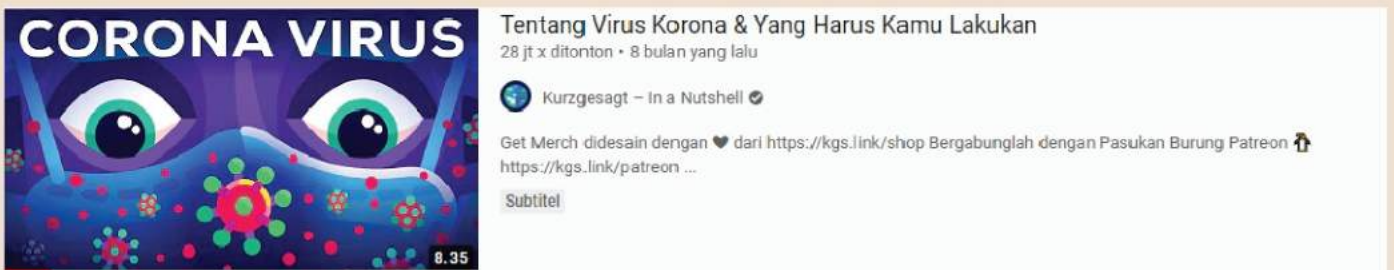 CORONA VIRUS
8.35
Tentang Virus Korona & Yang Harus Kamu Lakukan
28 jt x ditonton • 8 bulan yang lalu
Kurzgesagt – In a Nutshell
Get Merch didesain dengan ♥ dari https://kgs.link/shop Bergabunglah dengan Pasukan Burung Patreon 🐧
https://kgs.link/patreon ...
Subtitel